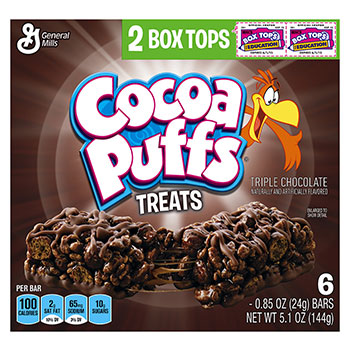 General
Mills
2 BOX TOPS
BOX TOPS
EDUCATION
BOX TOPS
EDUCATION
Cocoa
Puffs®
TREATS
TRIPLE CHOCOLATE
NATURALLY AND ARTIFICIALLY FLAVORED
ENLARGED TO
SHOW DETAIL
PER BAR
100
CALORIES
2g
SAT FAT
10% DV
65mg
SODIUM
3% DV
10g
SUGARS
6
- 0.85 OZ (24g) BARS
NET WT 5.1 OZ (144g)